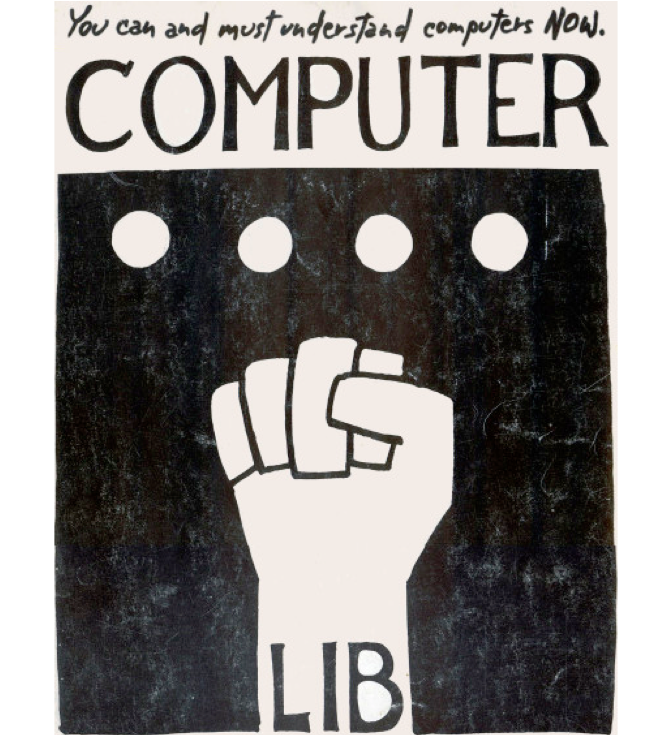 You can and must understand computers NOW.
COMPUTER
LIB